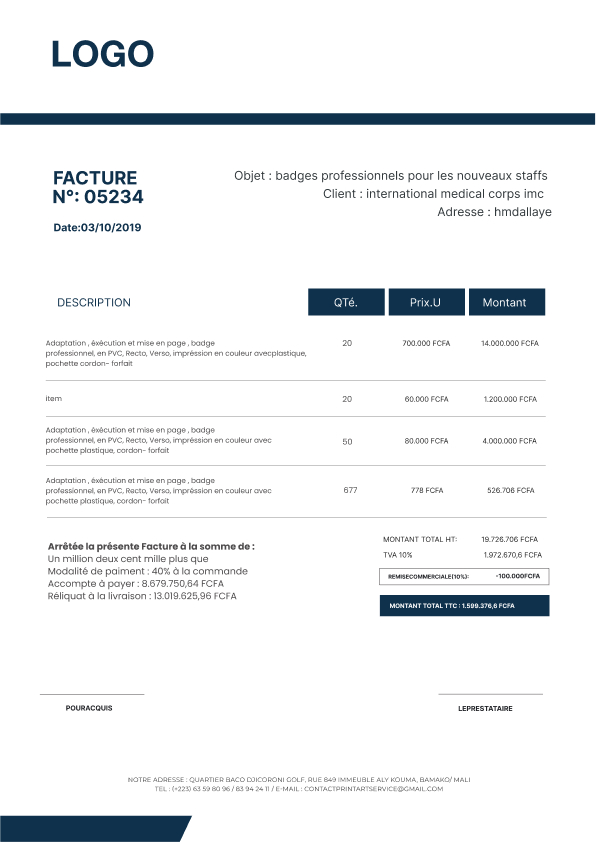 LOGO
FACTURE
N°: 05234
Date:03/10/2019
Objet : badges professionnels pour les nouveaux staffs
Client : international medical corps imc
Adresse : hmdallaye
DESCRIPTION QTé. Prix.U Montant
Adaptation , éxécution et mise en page , badge
professionnel, en PVC, Recto, Verso, impréssion en couleur avecplastique,
pochette cordon- forfait
20 700.000 FCFA 14.000.000 FCFA
item 20 60.000 FCFA 1.200.000 FCFA
Adaptation , éxécution et mise en page , badge
professionnel, en PVC, Recto, Verso, impréssion en couleur avec
pochette plastique, cordon- forfait
50 80.000 FCFA 4.000.000 FCFA
Adaptation , éxécution et mise en page , badge
professionnel, en PVC, Recto, Verso, impréssion en couleur avec
pochette plastique, cordon- forfait
677 778 FCFA 526.706 FCFA
Arrêtée la présente Facture à la somme de :
Un million deux cent mille plus que
Modalité de paiment : 40% à la commande
Accompte á payer : 8.679.750,64 FCFA
Réliquat à la livraison : 13.019.625,96 FCFA
MONTANT TOTAL HT: 19.726.706 FCFA
TVA 10% 1.972.670,6 FCFA
REMISECOMMERCIALE(10%): -100.000FCFA
MONTANT TOTAL TTC : 1.599.376,6 FCFA
POURACQUIS
LEPRESTATAIRE
NOTRE ADRESSE : QUARTIER BACO DJICORONI GOLF, RUE 849 IMMEUBLE ALY KOUMA, BAMAKO/ MALI
TEL : (+223) 63 59 80 96 / 83 94 24 11 / E-MAIL : CONTACTPRINTARTSERVICE@GMAIL.COM